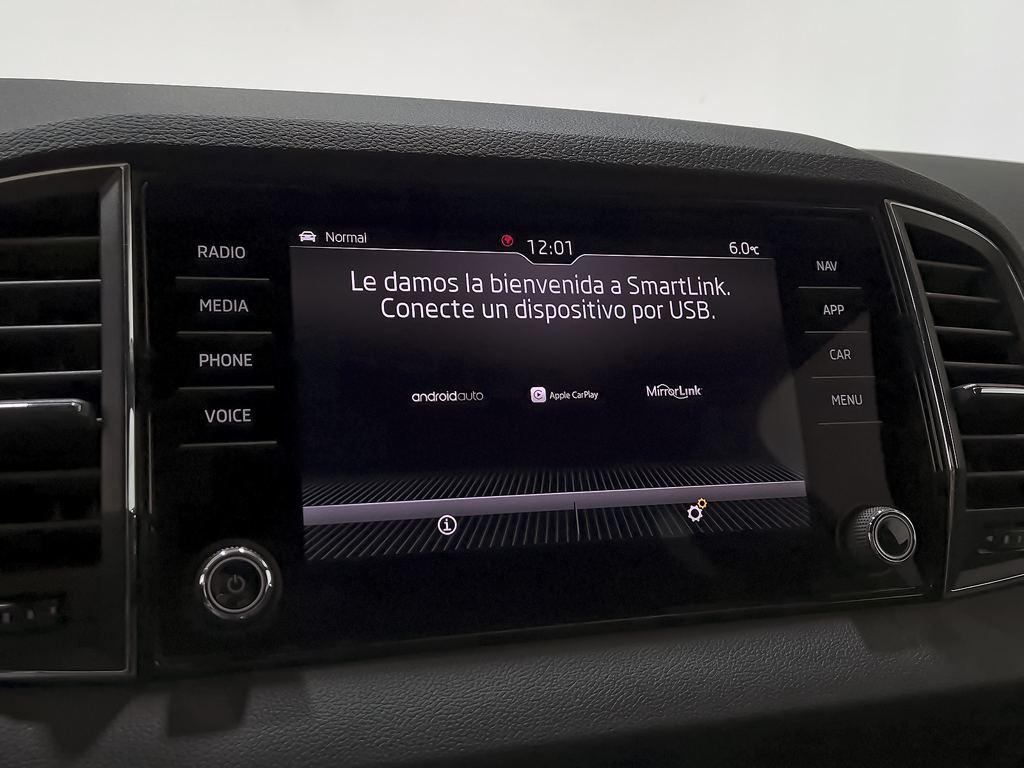 Normal
12:01
6.0°C
Le damos la bienvenida a SmartLink.
Conecte un dispositivo por USB.
androidauto
Apple CarPlay
MirrorLink
RADIO
MEDIA
PHONE
VOICE
NAV
APP
CAR
MENU